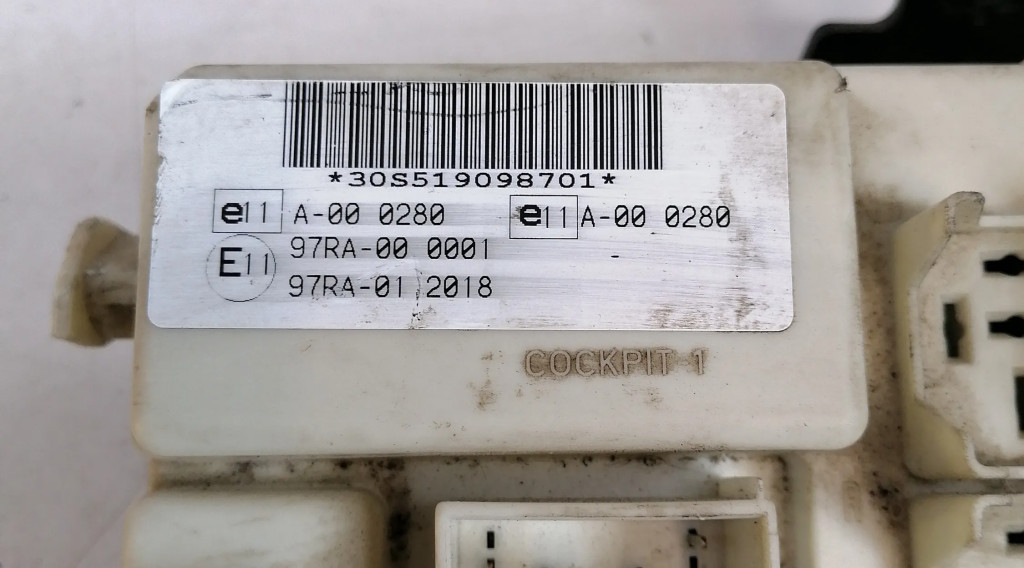 *30S519098701*
e11 A-00 0280 e11 A-00 0280
E11 97RA-00 0001
97RA-01 2018
COCKPIT 1